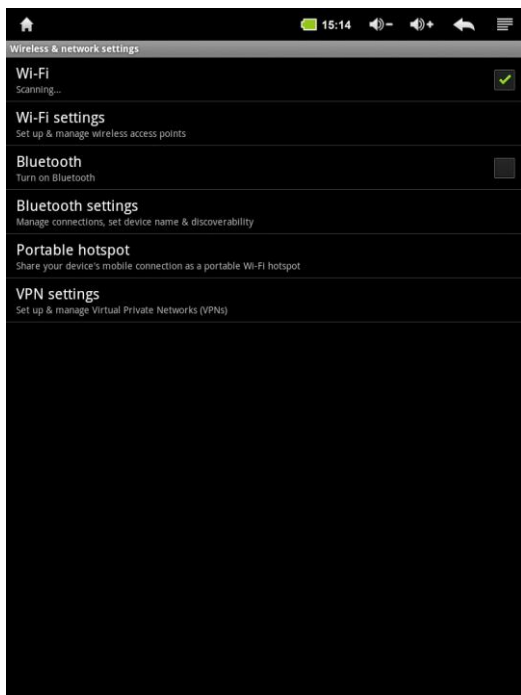 15:14
Wireless & network settings
Wi-Fi
Scanning...
Wi-Fi settings
Set up & manage wireless access points
Bluetooth
Turn on Bluetooth
Bluetooth settings
Manage connections, set device name & discoverability
Portable hotspot
Share your device's mobile connection as a portable Wi-Fi hotspot
VPN settings
Set up & manage Virtual Private Networks (VPNs)